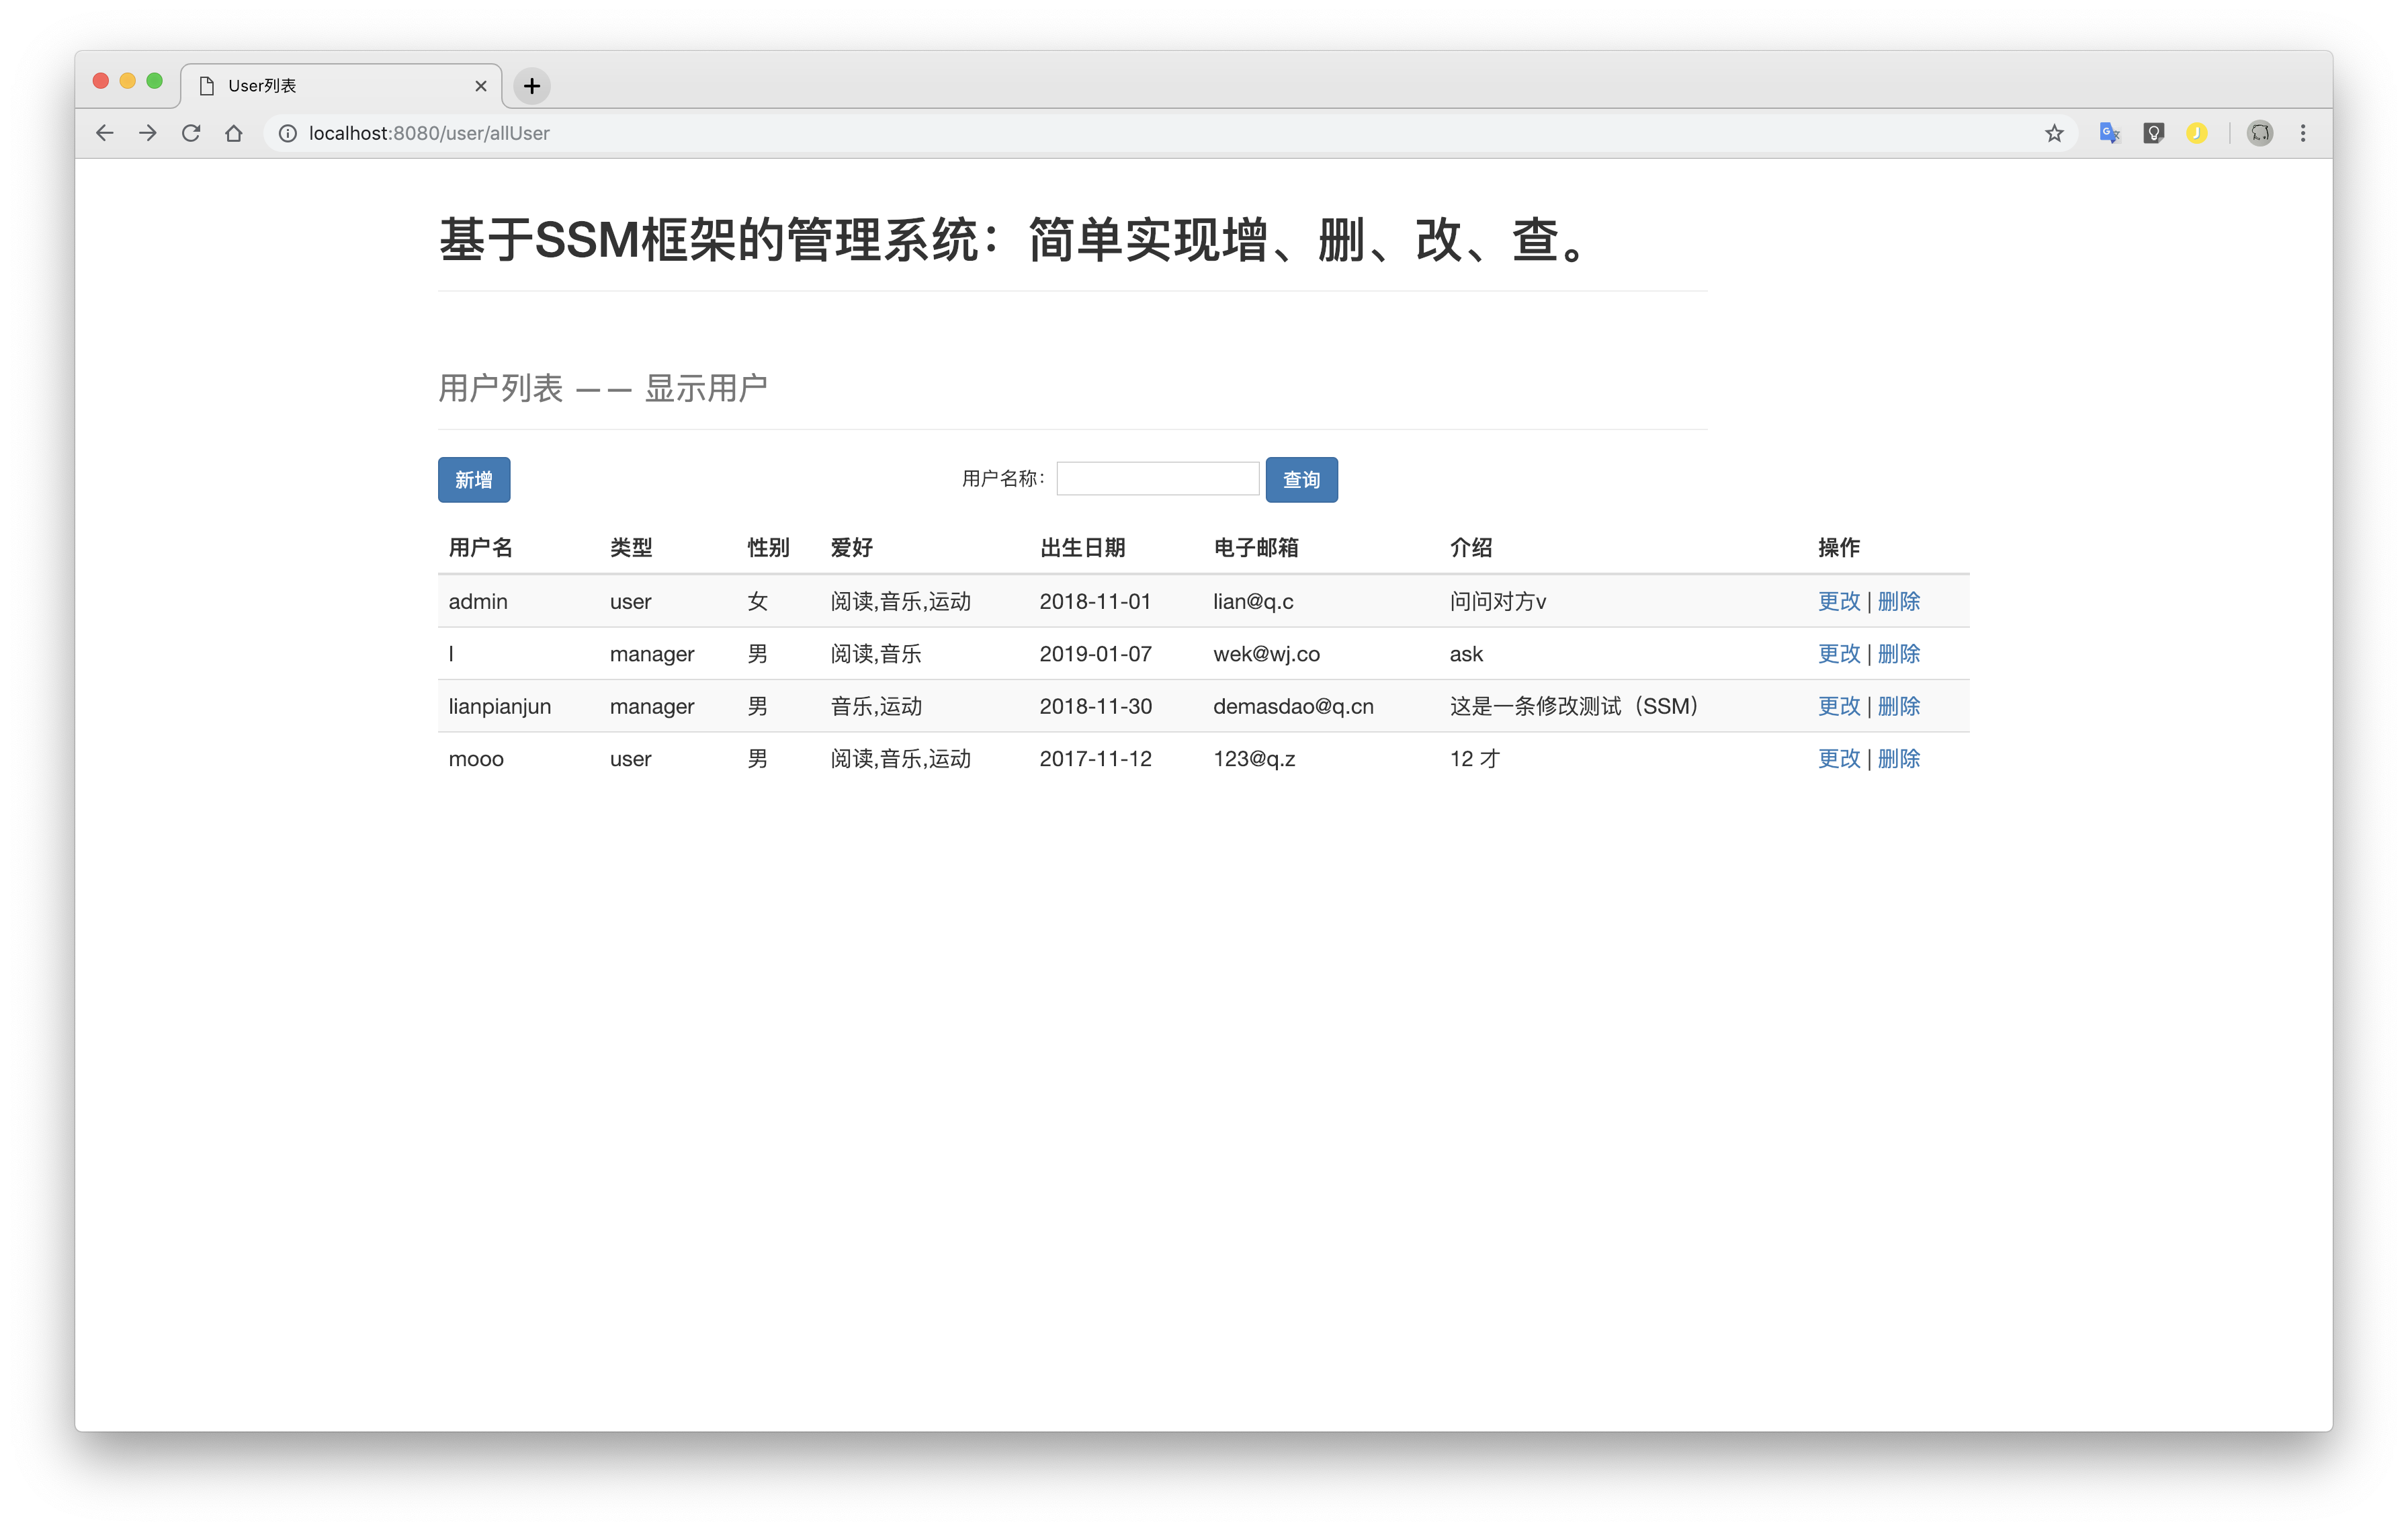 User列表
localhost:8080/user/allUser
基于SSM框架的管理系统：简单实现增、删、改、查。
用户列表 —— 显示用户
新增 用户名称： 查询
用户名 类型 性别 爱好 出生日期 电子邮箱 介绍 操作
admin user 女 阅读,音乐,运动 2018-11-01 lian@q.c 问问对方v 更改 | 删除
l manager 男 阅读,音乐 2019-01-07 wek@wj.co ask 更改 | 删除
lianpianjun manager 男 音乐,运动 2018-11-30 demasdao@q.cn 这是一条修改测试（SSM） 更改 | 删除
mooo user 男 阅读,音乐,运动 2017-11-12 123@q.z 12 才 更改 | 删除